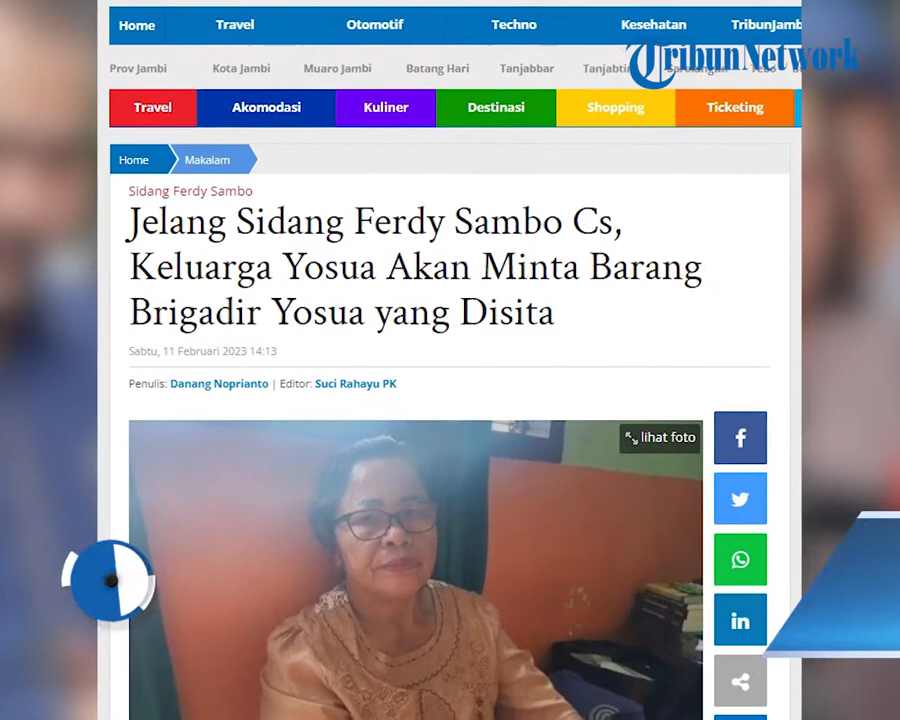 Home Travel Otomotif Techno Kesehatan TribunJamb
TribunNetwork
Prov Jambi Kota Jambi Muaro Jambi Batang Hari Tanjabbar
Travel Akomodasi Kuliner Destinasi Shopping Ticketing
Home Makalam
Sidang Ferdy Sambo
Jelang Sidang Ferdy Sambo Cs,
Keluarga Yosua Akan Minta Barang
Brigadir Yosua yang Disita
Sabtu, 11 Februari 2023 14:13
Penulis: Danang Noprianto | Editor: Suci Rahayu PK
lihat foto